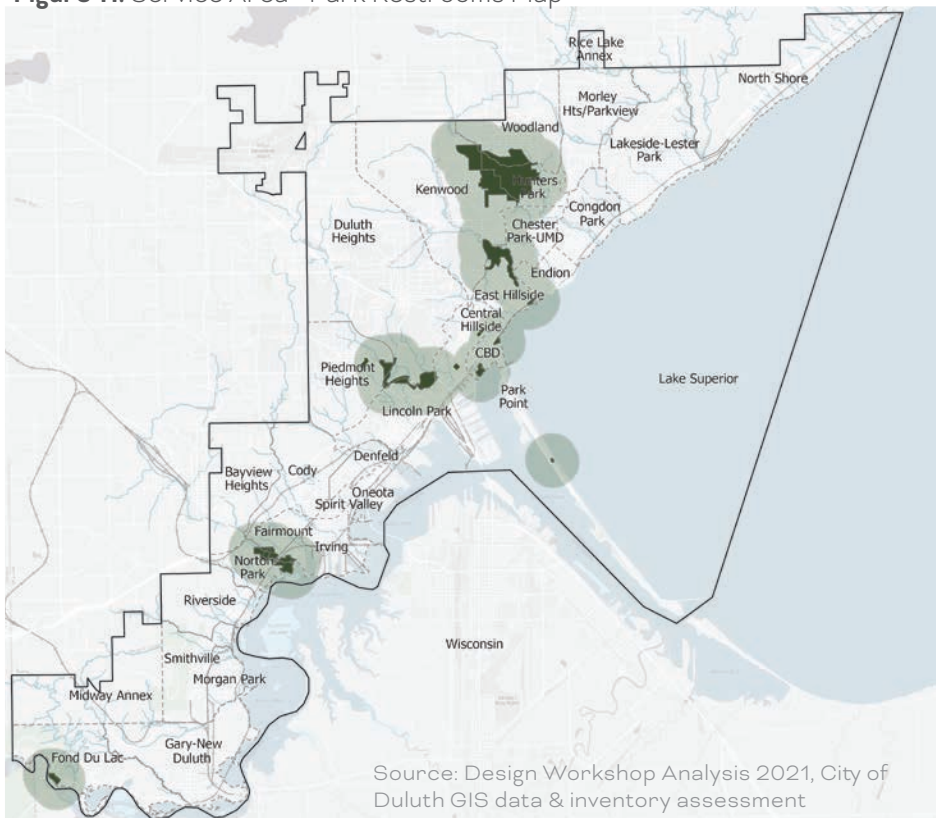 Service Area - Park Restrooms Map
Rice Lake
Annex
North Shore
Morley
Hts/Parkview
Woodland
Lakeside-Lester
Park
Kenwood
Hunters
Park
Congdon
Park
Duluth
Heights
Chester
Park-UMD
Endion
East Hillside
Central
Hillside
CBD
Piedmont
Heights
Lake Superior
Park
Point
Lincoln Park
Denfeld
Bayview
Heights
Cody
Oneota
Spirit Valley
Fairmount
Irving
Norton
Park
Riverside
Wisconsin
Smithville
Morgan Park
Midway Annex
Gary-New
Duluth
Fond Du Lac
Source: Design Workshop Analysis 2021, City of
Duluth GIS data & inventory assessment